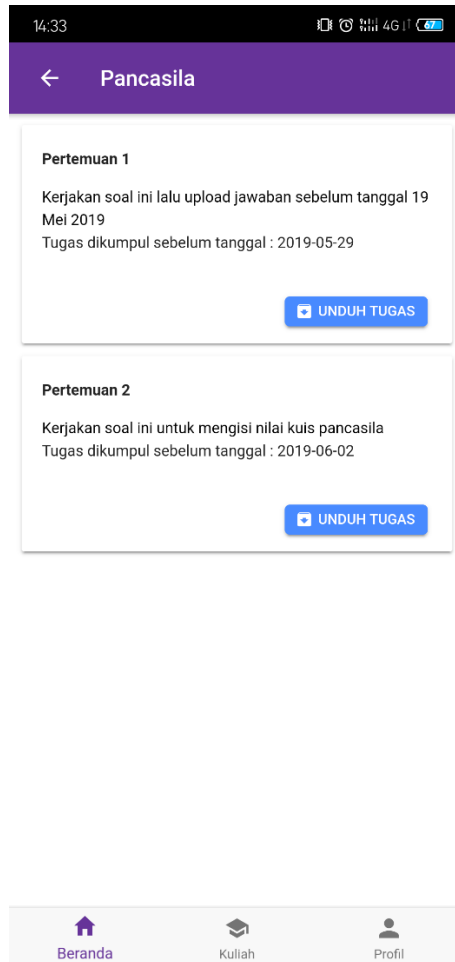 14:33
4G 67
Pancasila
Pertemuan 1
Kerjakan soal ini lalu upload jawaban sebelum tanggal 19
Mei 2019
Tugas dikumpul sebelum tanggal : 2019-05-29
UNDUH TUGAS
Pertemuan 2
Kerjakan soal ini untuk mengisi nilai kuis pancasila
Tugas dikumpul sebelum tanggal : 2019-06-02
UNDUH TUGAS
Beranda
Kuliah
Profil